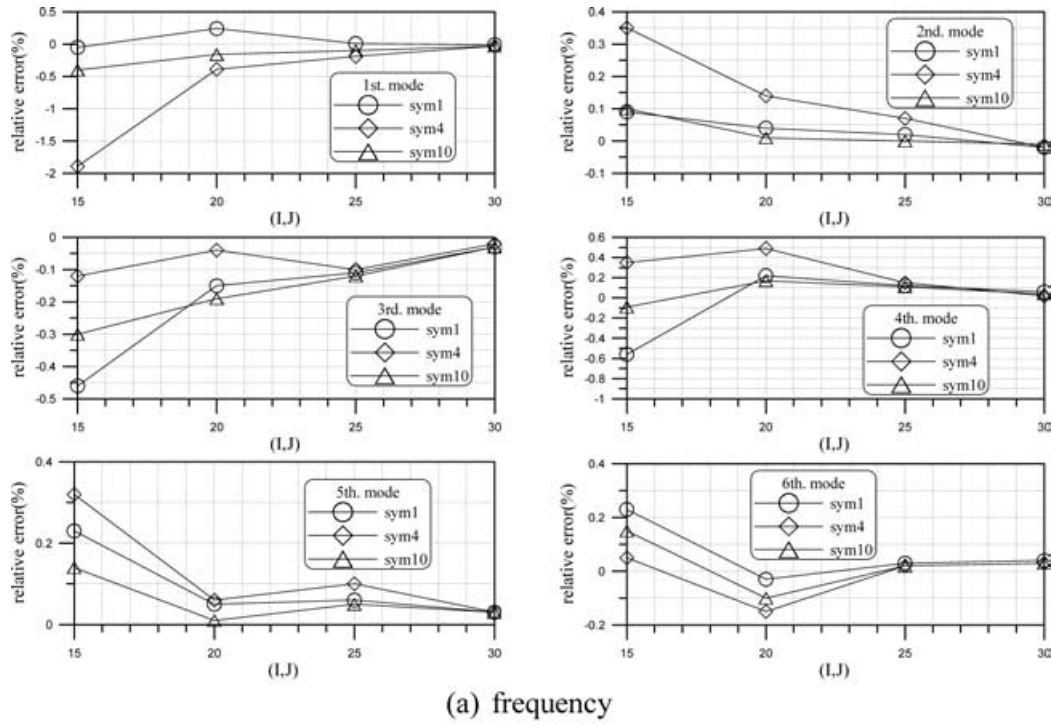 0.5
0
-0.5
-1
-1.5
-2
relative error(%)
1st. mode
sym1
sym4
sym10
15 20 25 30
(I,J)
0.4
0.3
0.2
0.1
0
-0.1
relative error(%)
2nd. mode
sym1
sym4
sym10
15 20 25 30
(I,J)
0
-0.1
-0.2
-0.3
-0.4
-0.5
relative error(%)
3rd. mode
sym1
sym4
sym10
15 20 25 30
(I,J)
0.6
0.4
0.2
0
-0.2
-0.4
-0.6
-0.8
-1
relative error(%)
4th. mode
sym1
sym4
sym10
15 20 25 30
(I,J)
0.4
0.2
0
relative error(%)
5th. mode
sym1
sym4
sym10
15 20 25 30
(I,J)
0.4
0.2
0
-0.2
relative error(%)
6th. mode
sym1
sym4
sym10
15 20 25 30
(I,J)
(a) frequency